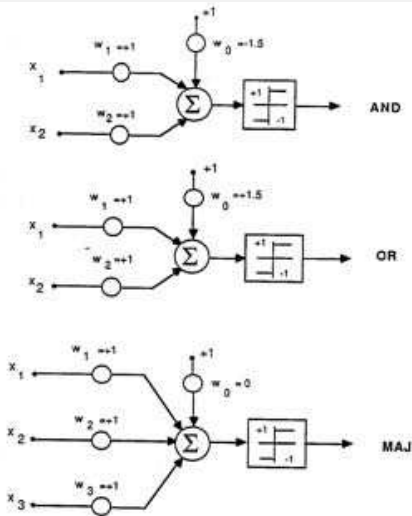 +1
w1 =+1
w0 =-1.5
x1
Σ
+1
-1
AND
x2
w2 =+1
+1
w1 =+1
w0 =+1.5
x1
Σ
+1
-1
OR
w2 =+1
x2
w1 =+1
+1
x1
w0 = 0
w2 =+1
x2
Σ
+1
-1
MAJ
w3 =+1
x3